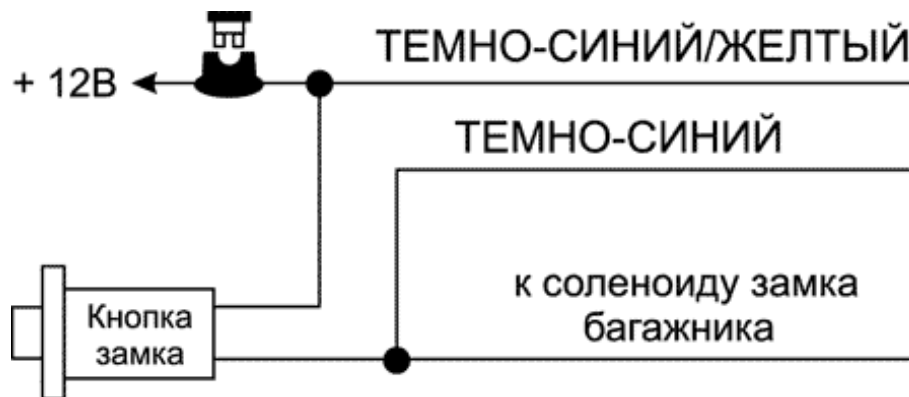 ТЕМНО-СИНИЙ/ЖЕЛТЫЙ
+ 12В
ТЕМНО-СИНИЙ
к соленоиду замка
багажника
Кнопка
замка